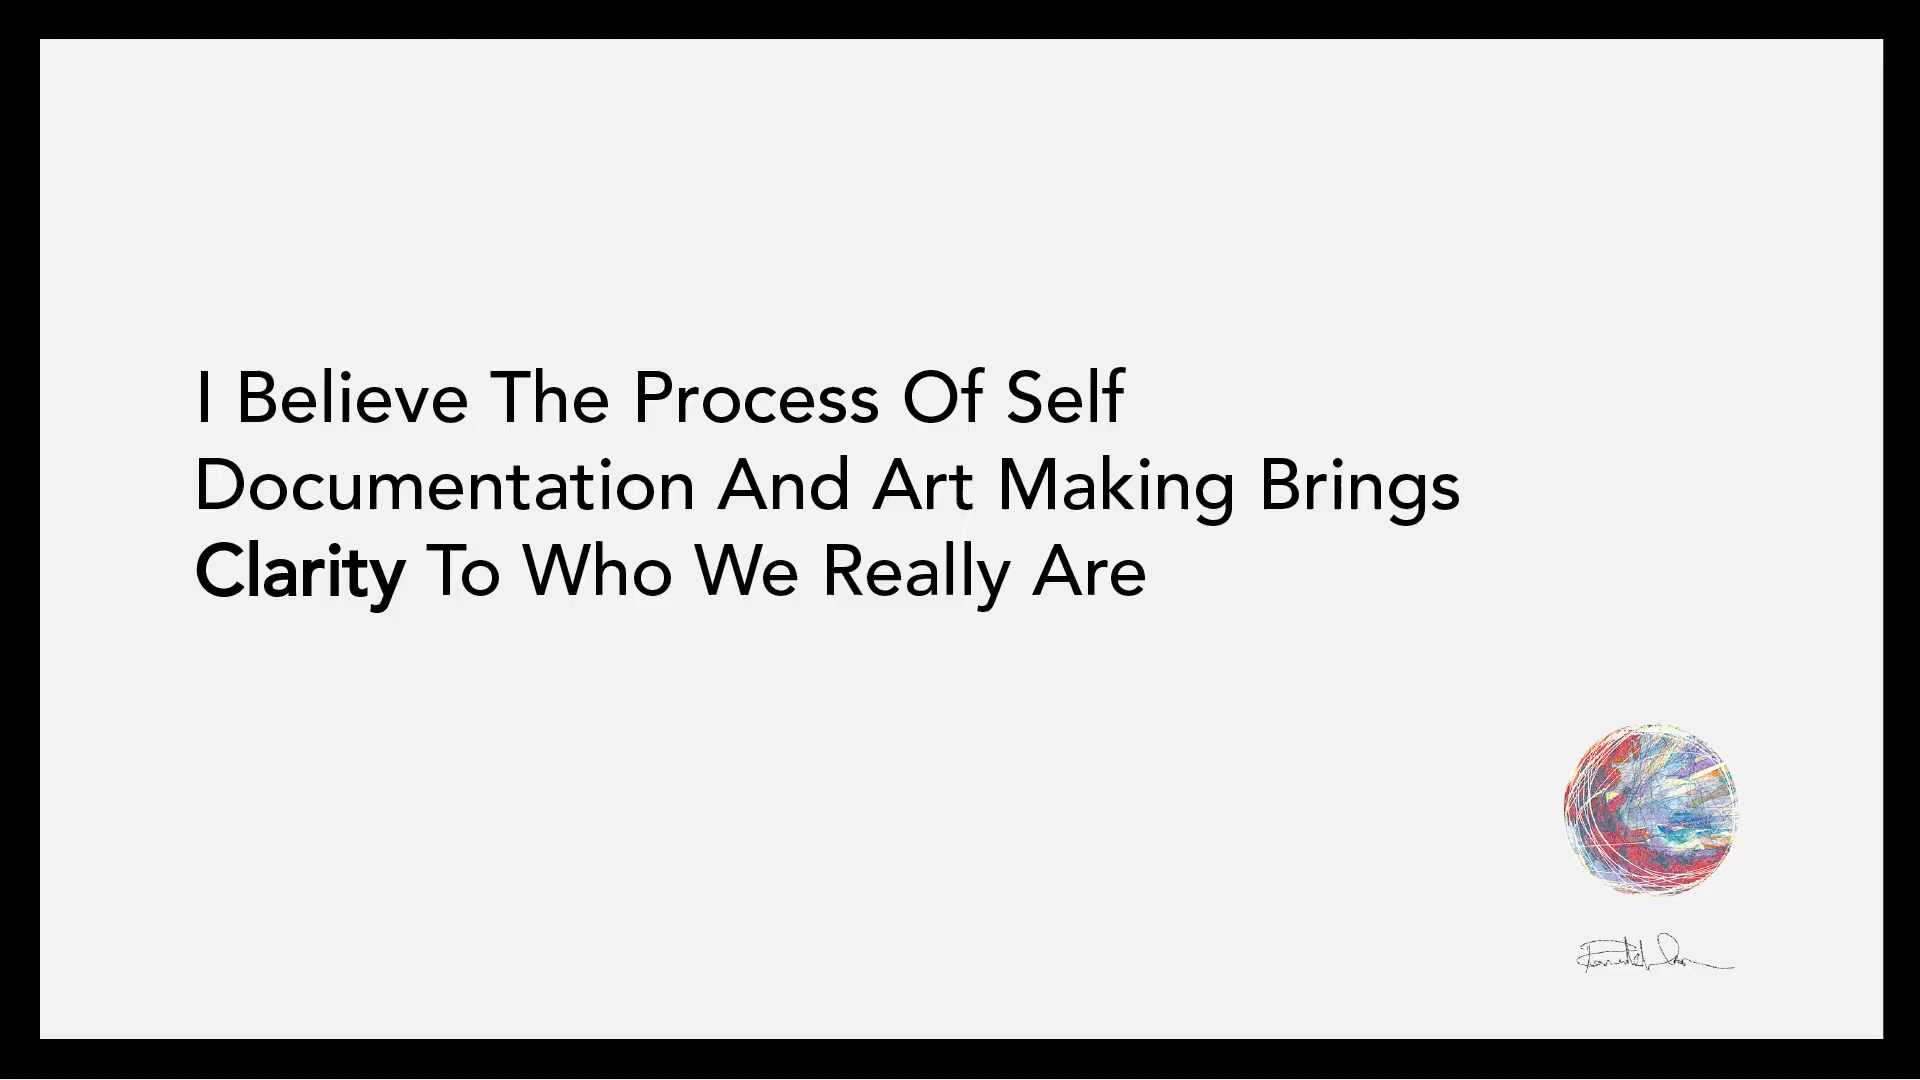 I Believe The Process Of Self
Documentation And Art Making Brings
Clarity To Who We Really Are